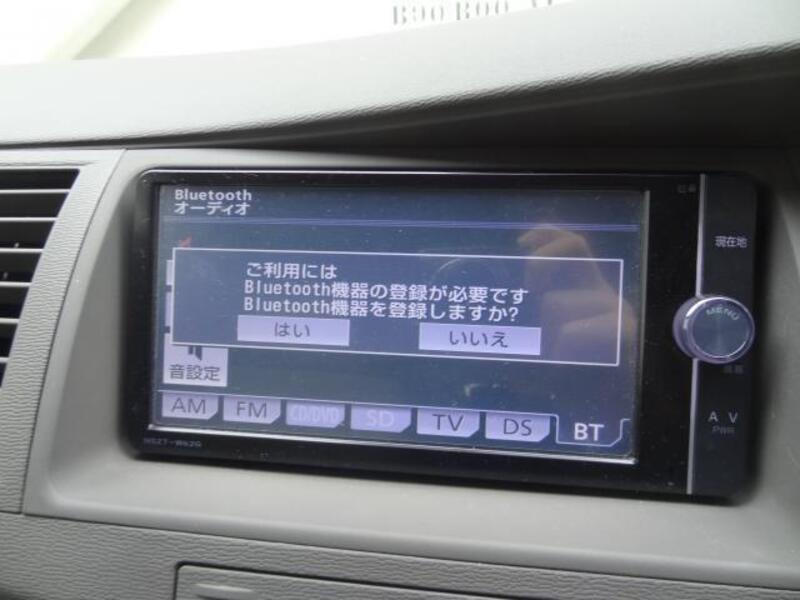 Bluetooth
オーディオ
ご利用には
Bluetooth機器の登録が必要です
Bluetooth機器を登録しますか?
はい
いいえ
音設定
AM
FM
CD/DVD
SD
TV
DS
BT
NSZT-W62G
現在地
MENU
A V
PWR